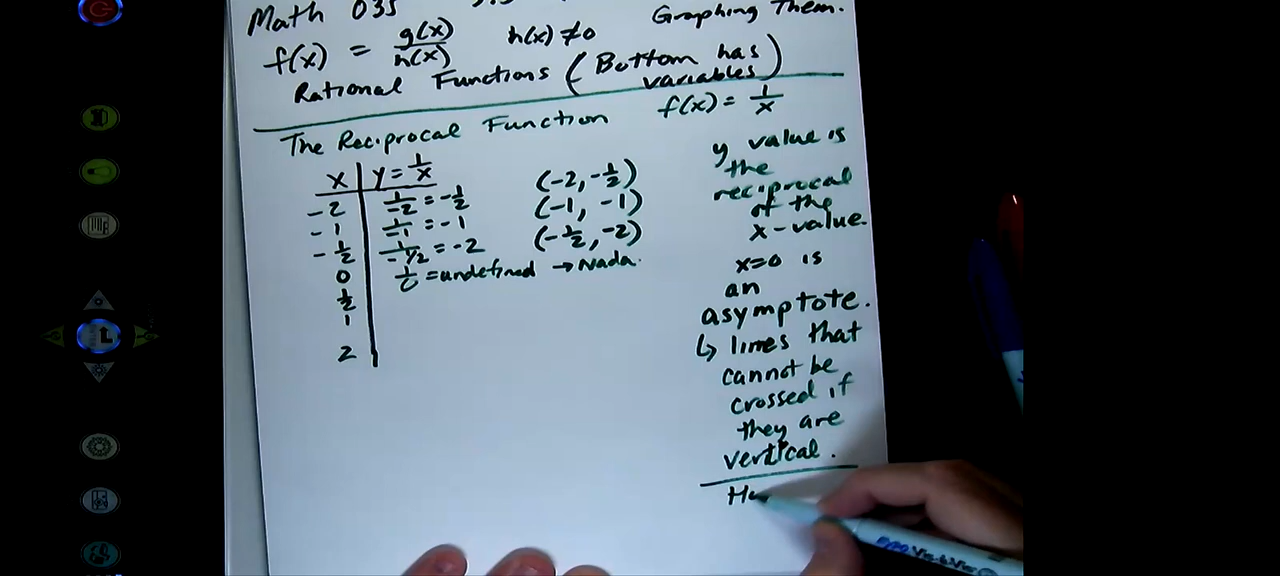 Math 035
Graphing Them.
f(x) = g(x)/h(x) h(x) ≠ 0
Rational Functions (Bottom has variables)
The Reciprocal Function f(x) = 1/x
x | y = 1/x
-2 | 1/-2 = -1/2 (-2, -1/2)
-1 | 1/-1 = -1 (-1, -1)
-1/2 | 1/-1/2 = -2 (-1/2, -2)
0 | 1/0 = undefined → Nada.
1/2
1
2
y value is
the
reciprocal
of the
x-value.
x=0 is
an
asymptote.
↳ lines that
cannot be
crossed if
they are
vertical.